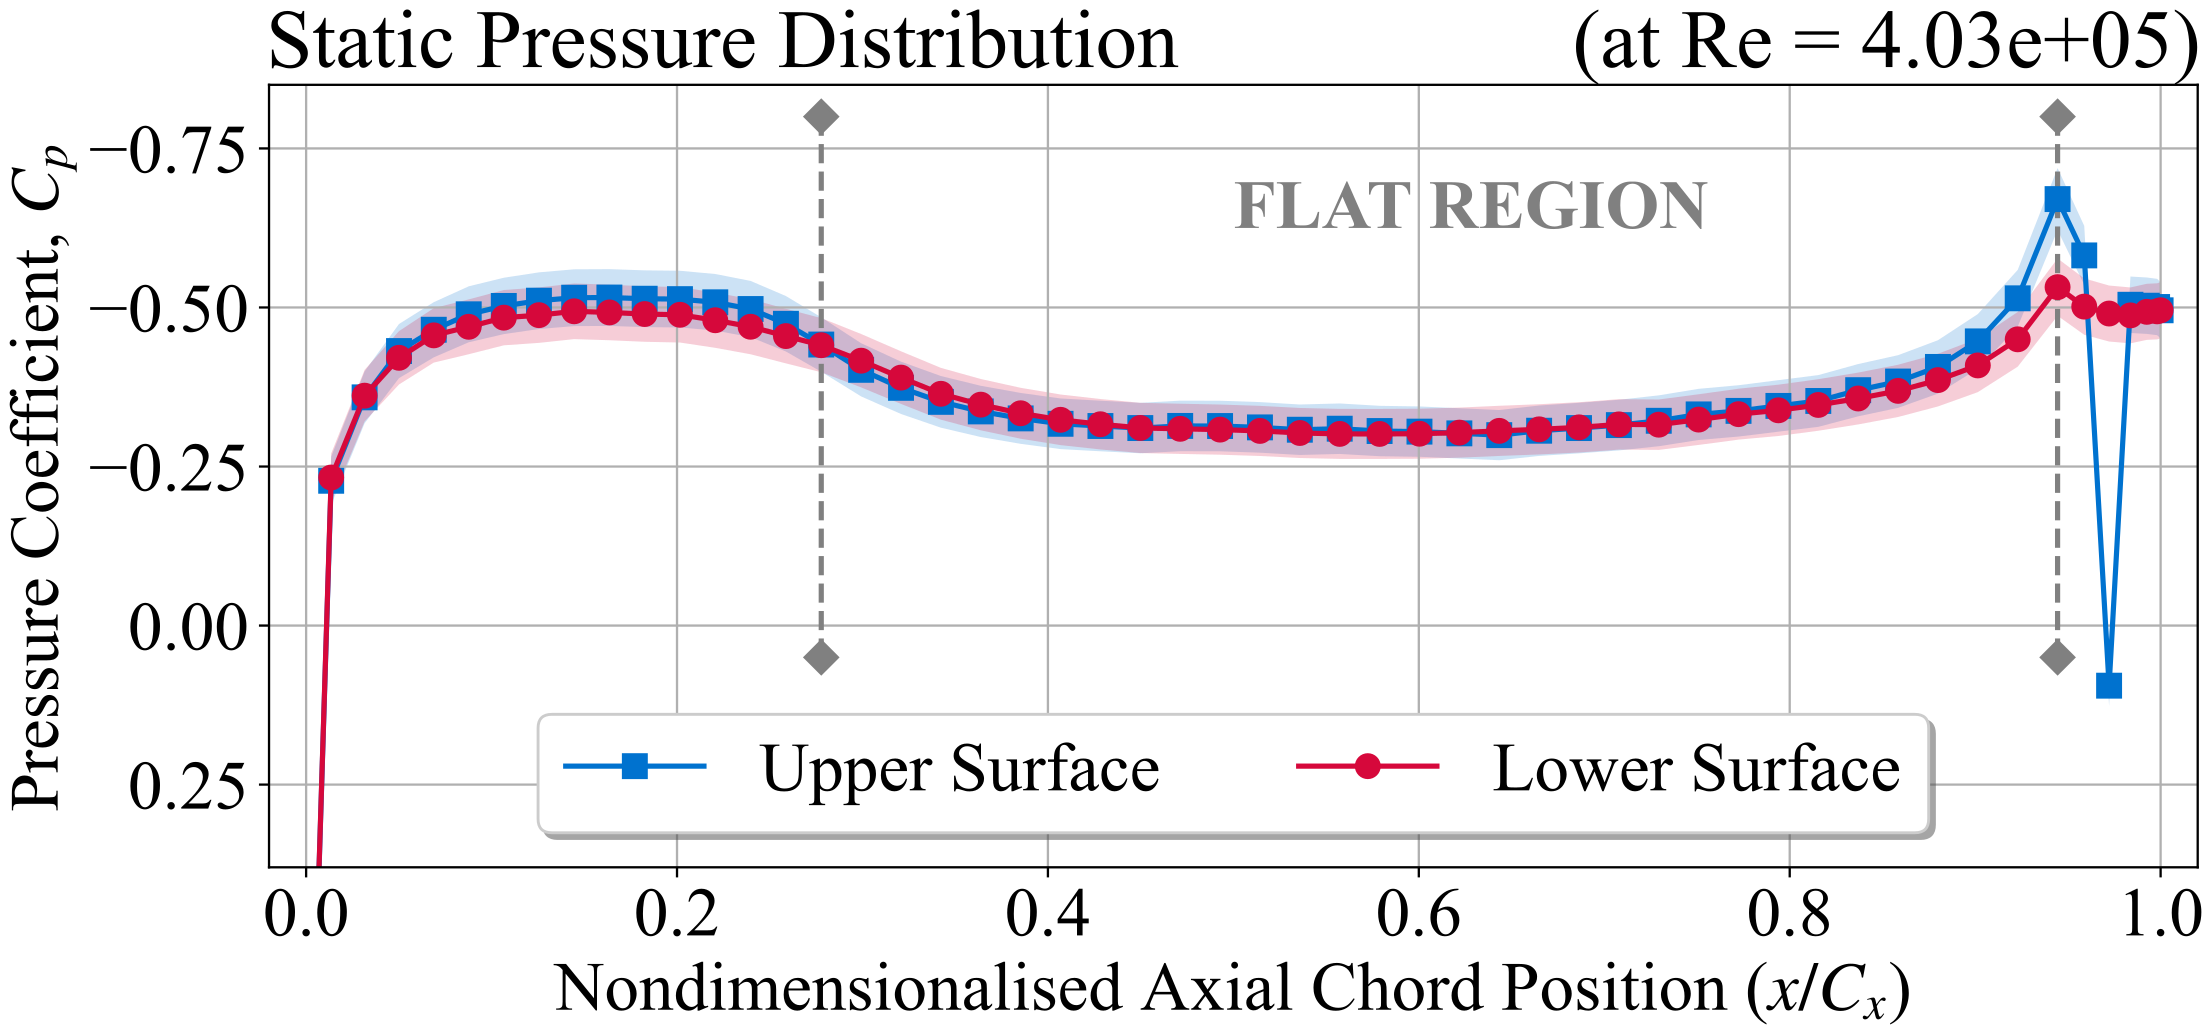 Static Pressure Distribution (at Re = 4.03e+05)
Pressure Coefficient, Cₚ
−0.75
−0.50
−0.25
0.00
0.25
FLAT REGION
Upper Surface Lower Surface
0.0 0.2 0.4 0.6 0.8 1.0
Nondimensionalised Axial Chord Position (x/Cₓ)